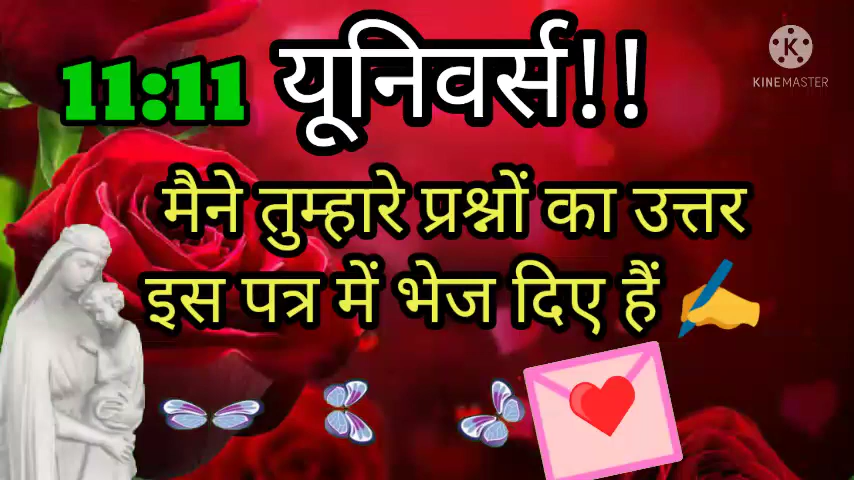 11:11 यूनिवर्स!!
K
KINEMASTER
मैने तुम्हारे प्रश्नों का उत्तर
इस पत्र में भेज दिए हैं